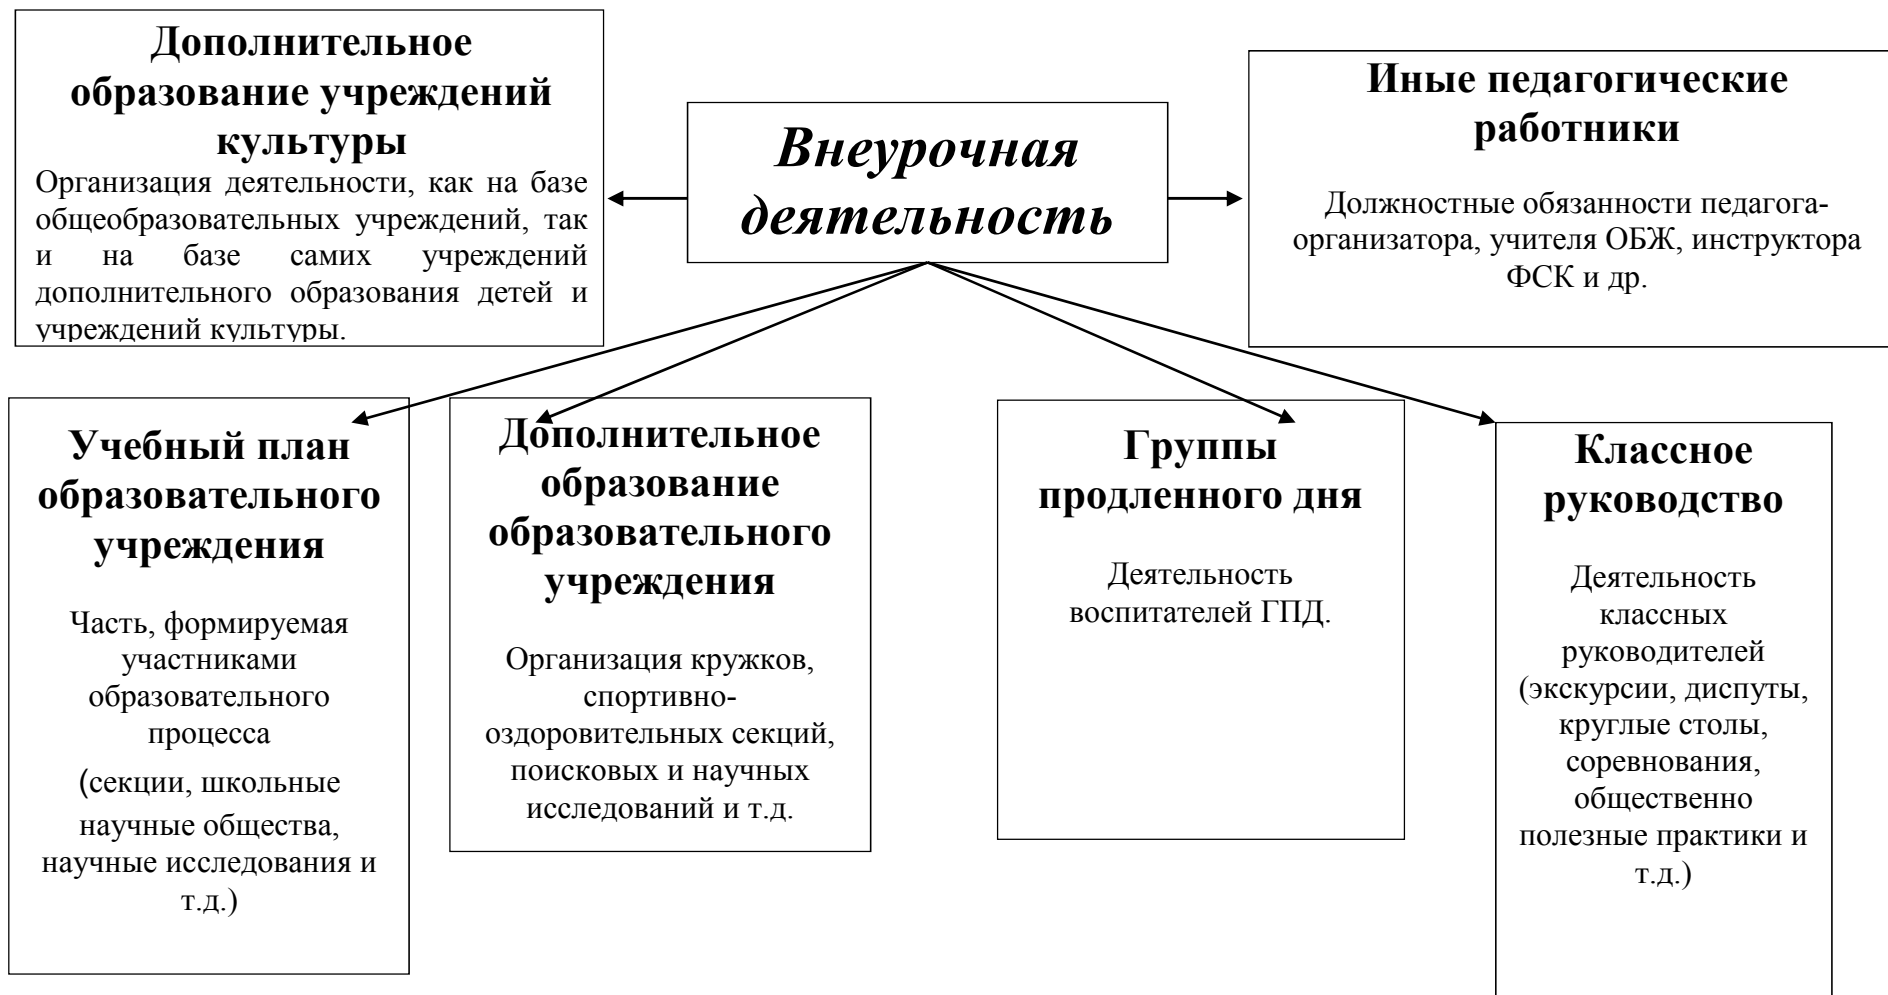 Дополнительное
образование учреждений
культуры
Организация деятельности, как на базе
общеобразовательных учреждений, так
и на базе самих учреждений
дополнительного образования детей и
учреждений культуры.
Внеурочная
деятельность
Иные педагогические
работники
Должностные обязанности педагога-
организатора, учителя ОБЖ, инструктора
ФСК и др.
Учебный план
образовательного
учреждения
Часть, формируемая
участниками
образовательного
процесса
(секции, школьные
научные общества,
научные исследования и
т.д.)
Дополнительное
образование
образовательного
учреждения
Организация кружков,
спортивно-
оздоровительных секций,
поисковых и научных
исследований и т.д.
Группы
продленного дня
Деятельность
воспитателей ГПД.
Классное
руководство
Деятельность
классных
руководителей
(экскурсии, диспуты,
круглые столы,
соревнования,
общественно
полезные практики и
т.д.)